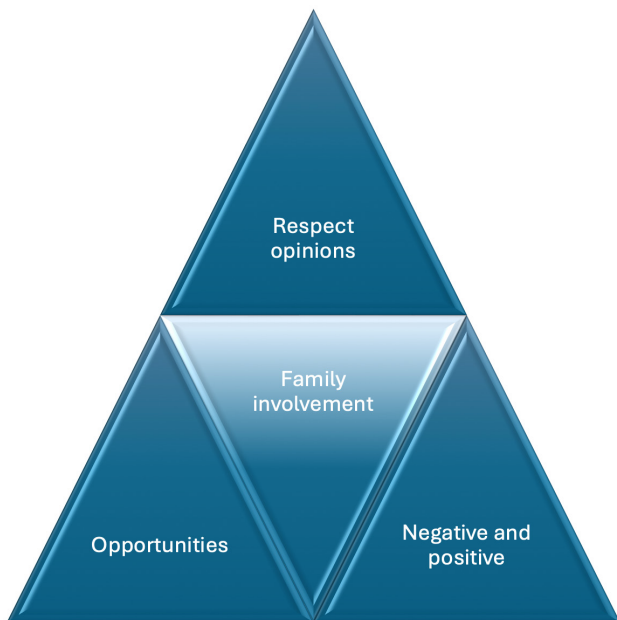 Respect
opinions
Family
involvement
Opportunities
Negative and
positive